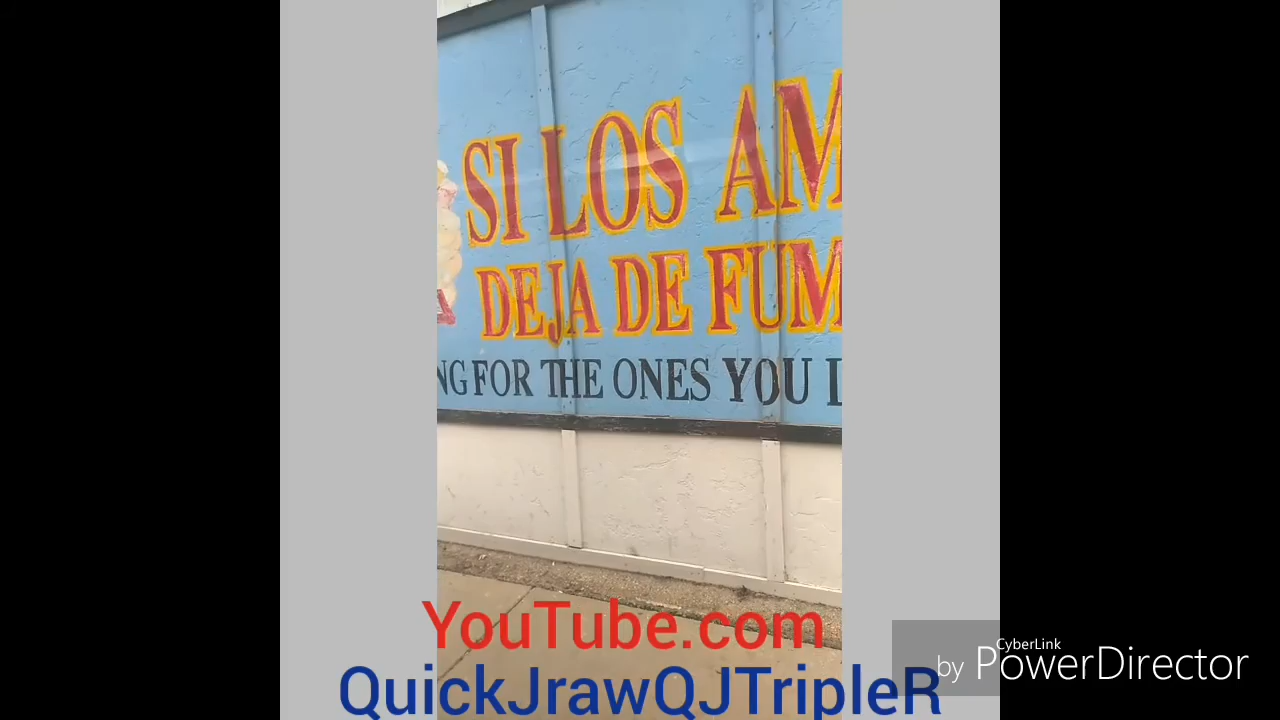 SI LOS AM
DEJA DE FUM
NG FOR THE ONES YOU L
YouTube.com
QuickJrawQJTripleR
CyberLink
by PowerDirector